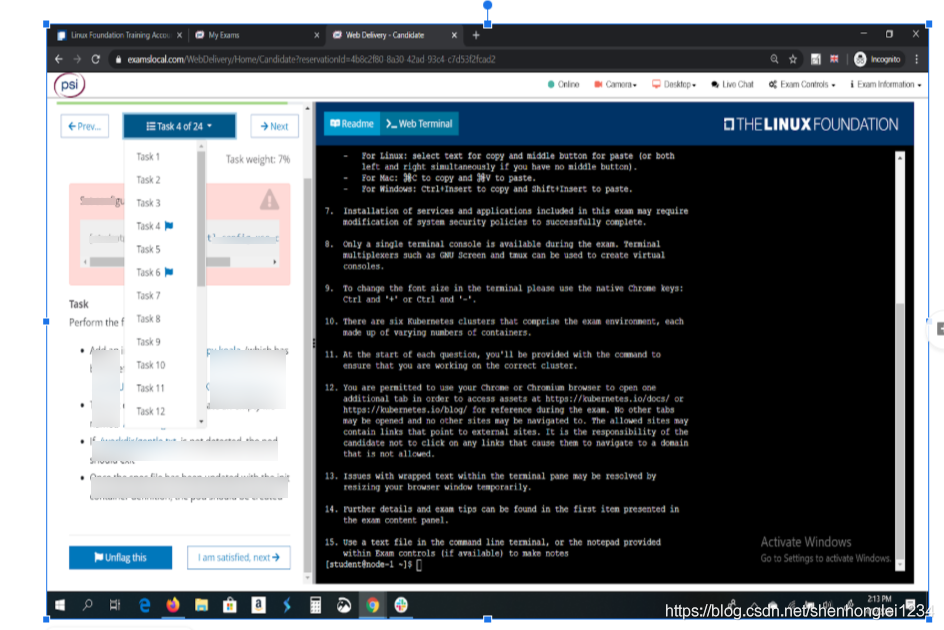 Linux Foundation Training Accou
My Exams
Web Delivery - Candidate
examslocal.com/WebDelivery/Home/Candidate?reservationId=4b8c2f80 8a30 42ad 93c4 c7d53f2fcad2
Incognito
psi
Online
Camera
Desktop
Live Chat
Exam Controls
Exam Information
Prev...
Task 4 of 24
Next
Task weight: 7%
Task 1
Task 2
Task 3
Task 4
Task 5
Task 6
Task 7
Task 8
Task 9
Task 10
Task 11
Task 12
Task
Perform the f
should exit
Unflag this
I am satisfied, next
Readme
Web Terminal
THE LINUX FOUNDATION
- For Linux: select text for copy and middle button for paste (or both
left and right simultaneously if you have no middle button).
- For Mac: ⌘C to copy and ⌘V to paste.
- For Windows: Ctrl+Insert to copy and Shift+Insert to paste.
7. Installation of services and applications included in this exam may require
modification of system security policies to successfully complete.
8. Only a single terminal console is available during the exam. Terminal
multiplexers such as GNU Screen and tmux can be used to create virtual
consoles.
9. To change the font size in the terminal please use the native Chrome keys:
Ctrl and '+' or Ctrl and '-'.
10. There are six Kubernetes clusters that comprise the exam environment, each
made up of varying numbers of containers.
11. At the start of each question, you'll be provided with the command to
ensure that you are working on the correct cluster.
12. You are permitted to use your Chrome or Chromium browser to open one
additional tab in order to access assets at https://kubernetes.io/docs/ or
https://kubernetes.io/blog/ for reference during the exam. No other tabs
may be opened and no other sites may be navigated to. The allowed sites may
contain links that point to external sites. It is the responsibility of the
candidate not to click on any links that cause them to navigate to a domain
that is not allowed.
13. Issues with wrapped text within the terminal pane may be resolved by
resizing your browser window temporarily.
14. Further details and exam tips can be found in the first item presented in
the exam content panel.
15. Use a text file in the command line terminal, or the notepad provided
within Exam controls (if available) to make notes
[student@node-1 ~]$
Activate Windows
Go to Settings to activate Windows.
2:13 PM
https://blog.csdn.net/shenhonglei1234